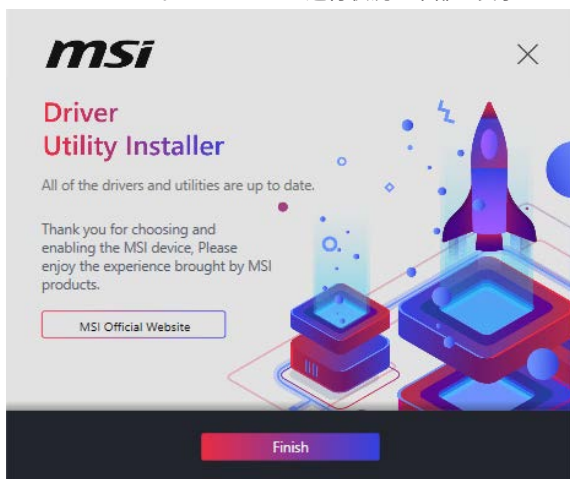 msi
Driver
Utility Installer
All of the drivers and utilities are up to date.
Thank you for choosing and
enabling the MSI device, Please
enjoy the experience brought by MSI
products.
MSI Official Website
Finish